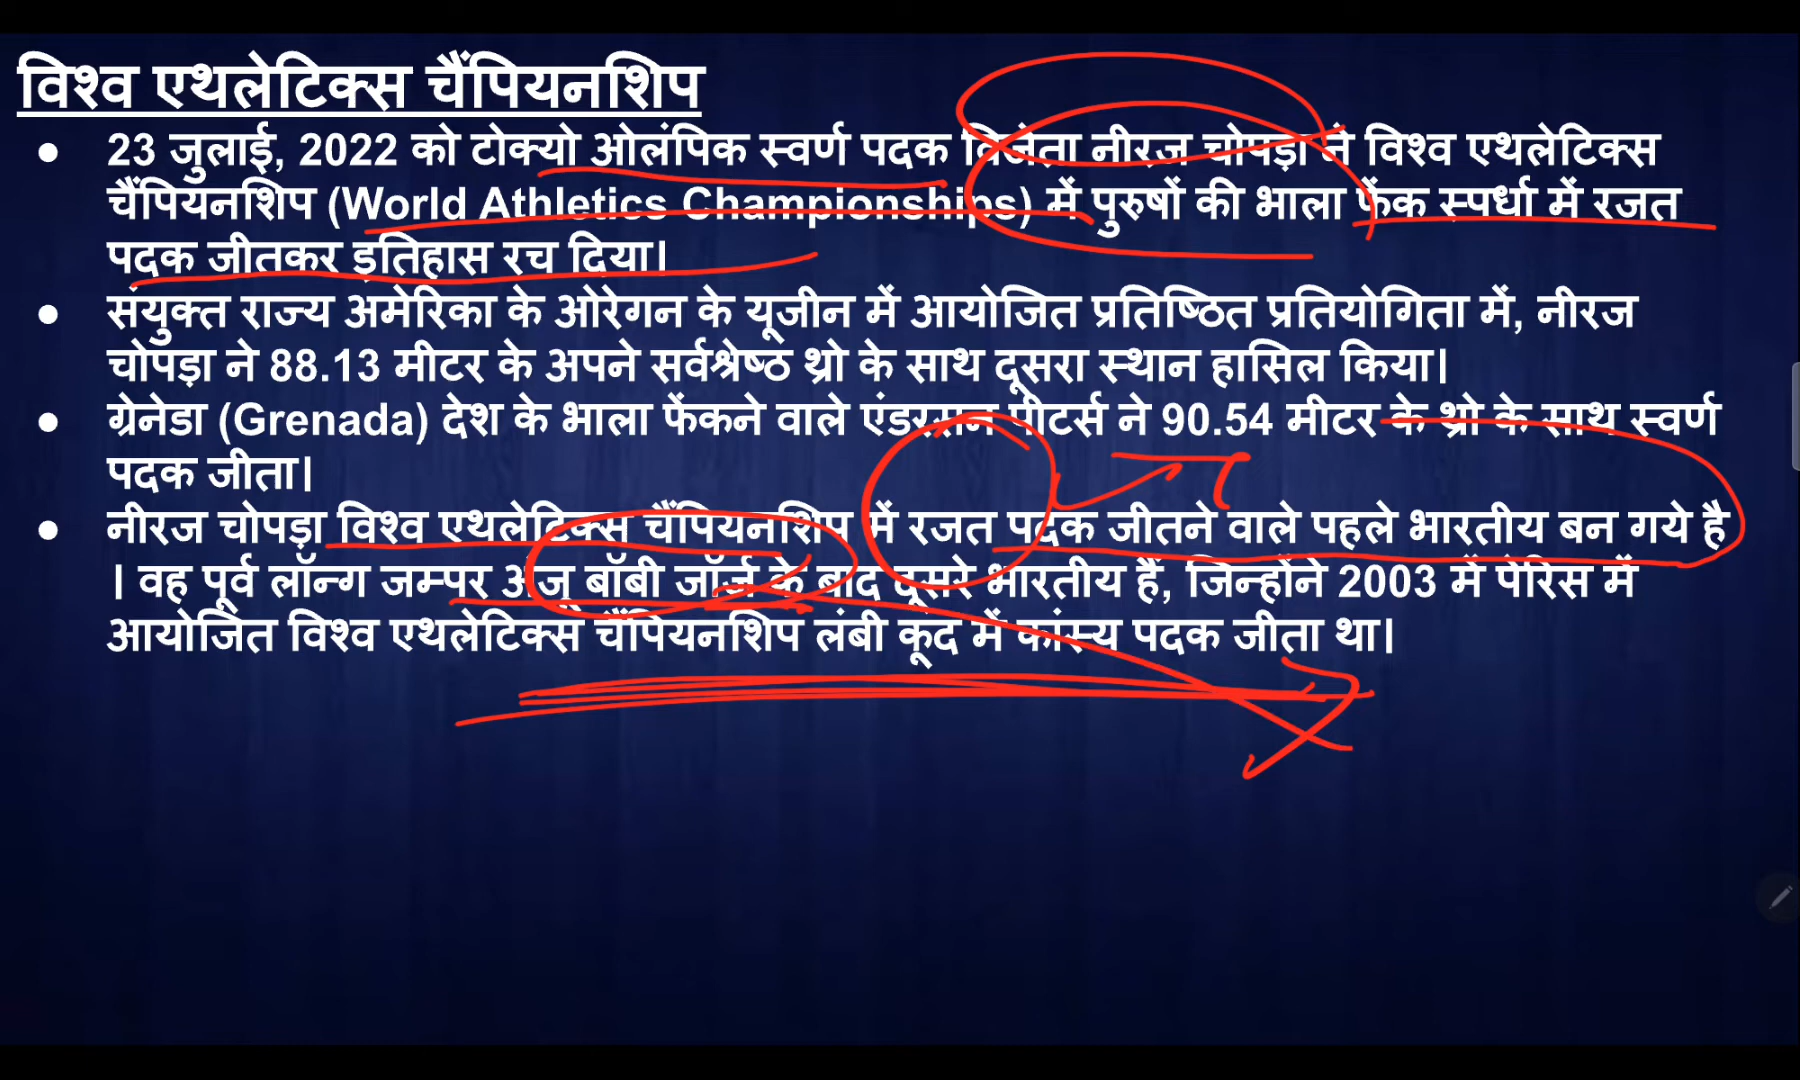 विश्व एथलेटिक्स चैंपियनशिप
● 23 जुलाई, 2022 को टोक्यो ओलंपिक स्वर्ण पदक विजेता नीरज चोपड़ा ने विश्व एथलेटिक्स
चैंपियनशिप (World Athletics Championships) में पुरुषों की भाला फेंक स्पर्धा में रजत
पदक जीतकर इतिहास रच दिया।
● संयुक्त राज्य अमेरिका के ओरेगन के यूजीन में आयोजित प्रतिष्ठित प्रतियोगिता में, नीरज
चोपड़ा ने 88.13 मीटर के अपने सर्वश्रेष्ठ थ्रो के साथ दूसरा स्थान हासिल किया।
● ग्रेनेडा (Grenada) देश के भाला फेंकने वाले एंडरसन पीटर्स ने 90.54 मीटर के थ्रो के साथ स्वर्ण
पदक जीता।
● नीरज चोपड़ा विश्व एथलेटिक्स चैंपियनशिप में रजत पदक जीतने वाले पहले भारतीय बन गये है
। वह पूर्व लॉन्ग जम्पर अंजू बॉबी जॉर्ज के बाद दूसरे भारतीय हैं, जिन्होंने 2003 में पेरिस में
आयोजित विश्व एथलेटिक्स चैंपियनशिप लंबी कूद में कांस्य पदक जीता था।